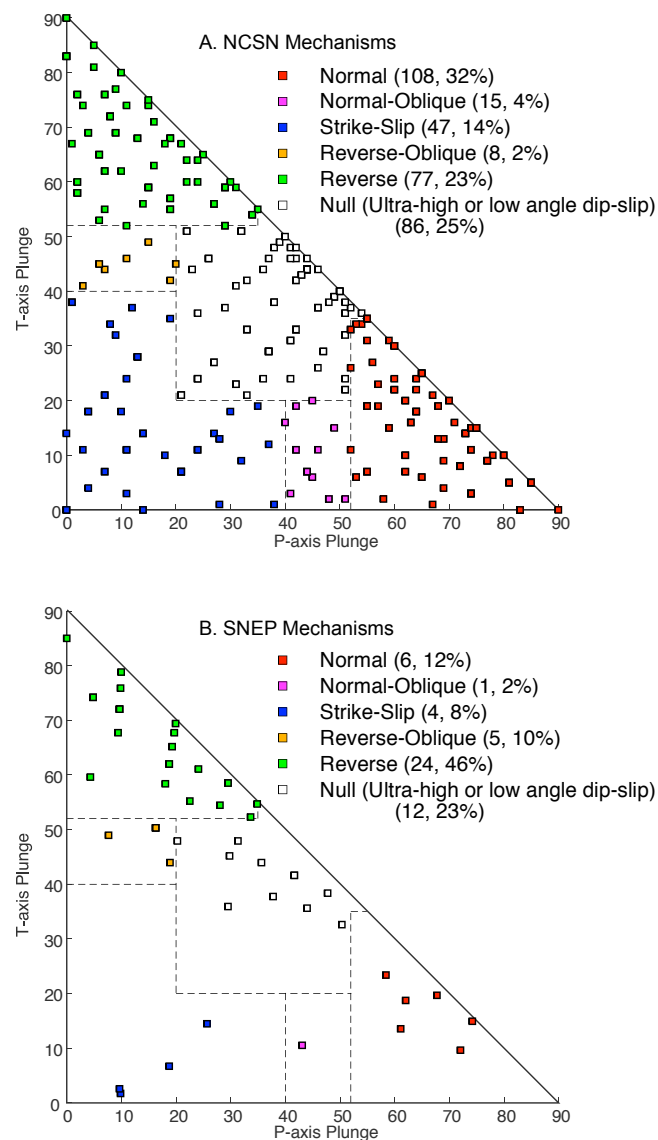 A. NCSN Mechanisms
Normal (108, 32%)
Normal-Oblique (15, 4%)
Strike-Slip (47, 14%)
Reverse-Oblique (8, 2%)
Reverse (77, 23%)
Null (Ultra-high or low angle dip-slip)
(86, 25%)
T-axis Plunge
90
80
70
60
50
40
30
20
10
0
0 10 20 30 40 50 60 70 80 90
P-axis Plunge
B. SNEP Mechanisms
Normal (6, 12%)
Normal-Oblique (1, 2%)
Strike-Slip (4, 8%)
Reverse-Oblique (5, 10%)
Reverse (24, 46%)
Null (Ultra-high or low angle dip-slip)
(12, 23%)
T-axis Plunge
90
80
70
60
50
40
30
20
10
0
0 10 20 30 40 50 60 70 80 90
P-axis Plunge